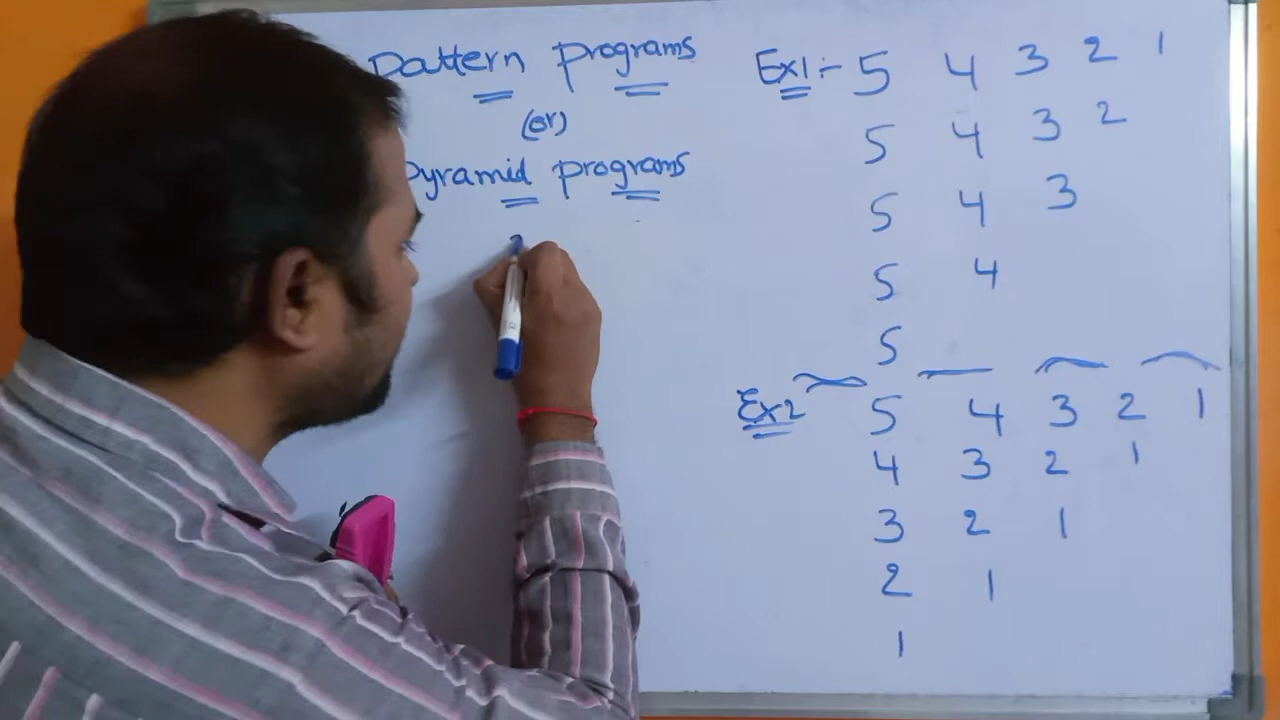 Pattern programs
(or)
Pyramid programs
Ex1:- 5 4 3 2 1
5 4 3 2
5 4 3
5 4
5
Ex2 5 4 3 2 1
4 3 2 1
3 2 1
2 1
1